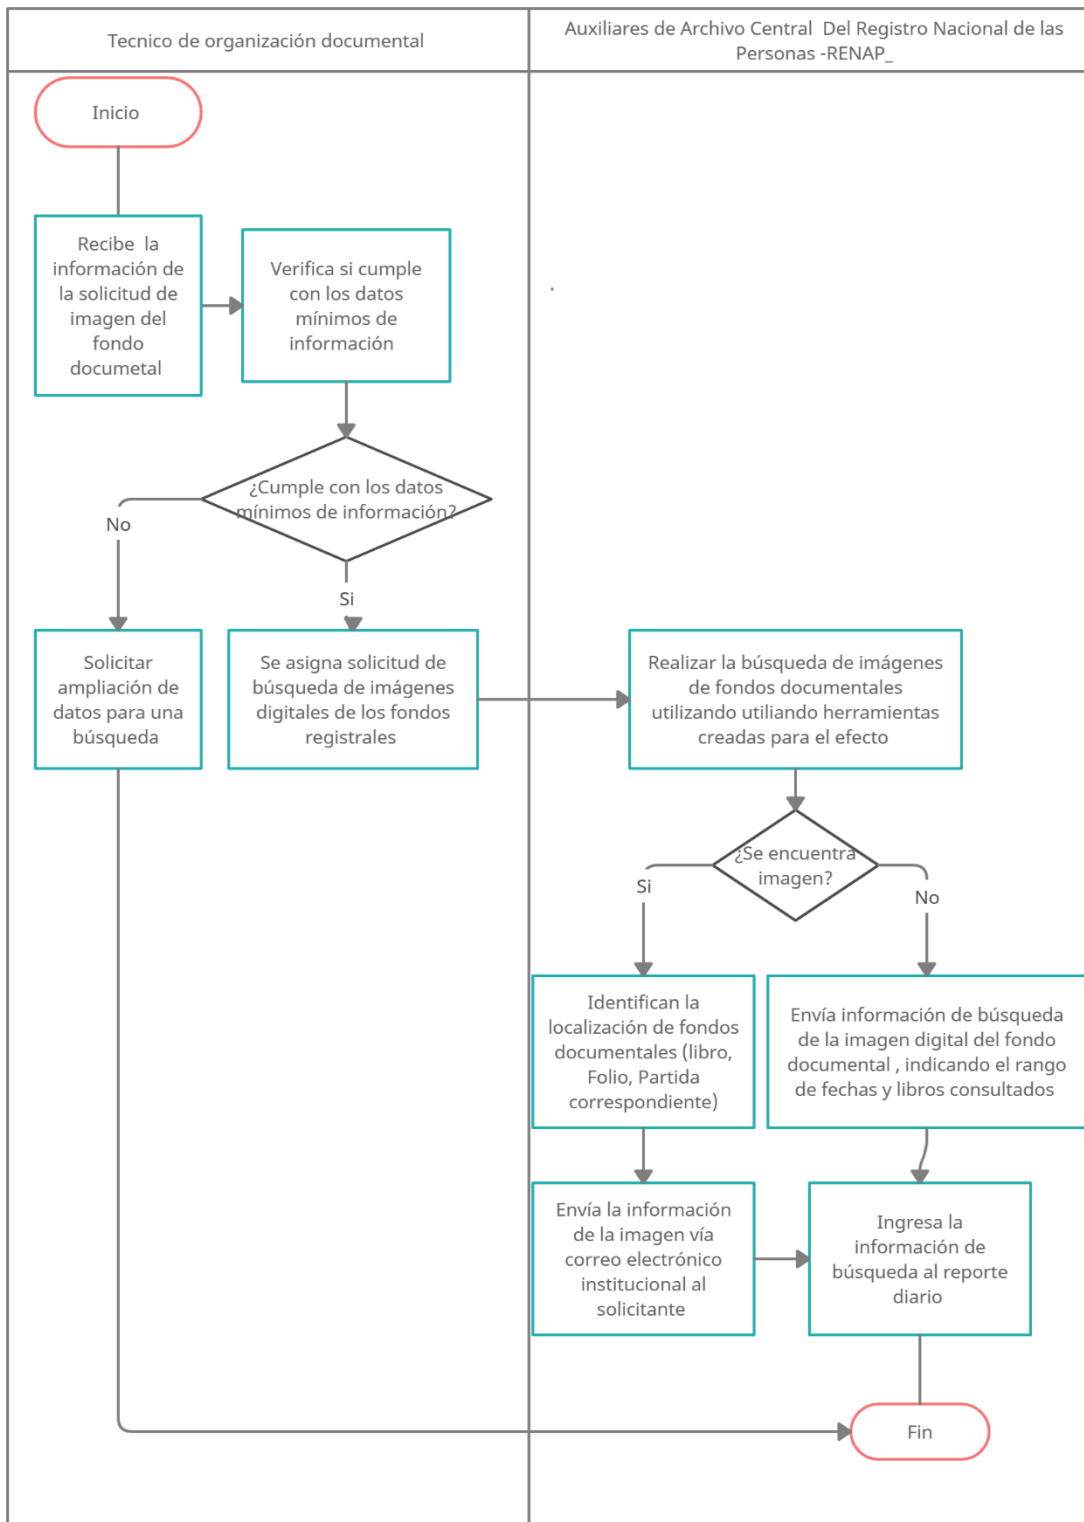 Tecnico de organización documental
Auxiliares de Archivo Central  Del Registro Nacional de las
Personas -RENAP_
Inicio
Recibe  la
información de
la solicitud de
imagen del
fondo
documetal
Verifica si cumple
con los datos
mínimos de
información
.
¿Cumple con los datos
mínimos de información?
No
Si
Solicitar
ampliación de
datos para una
búsqueda
Se asigna solicitud de
búsqueda de imágenes
digitales de los fondos
registrales
Realizar la búsqueda de imágenes
de fondos documentales
utilizando utiliando herramientas
creadas para el efecto
¿Se encuentra
imagen?
Si
No
Identifican la
localización de fondos
documentales (libro,
Folio, Partida
correspondiente)
Envía información de búsqueda
de la imagen digital del fondo
documental , indicando el rango
de fechas y libros consultados
Envía la información
de la imagen vía
correo electrónico
institucional al
solicitante
Ingresa la
información de
búsqueda al reporte
diario
Fin